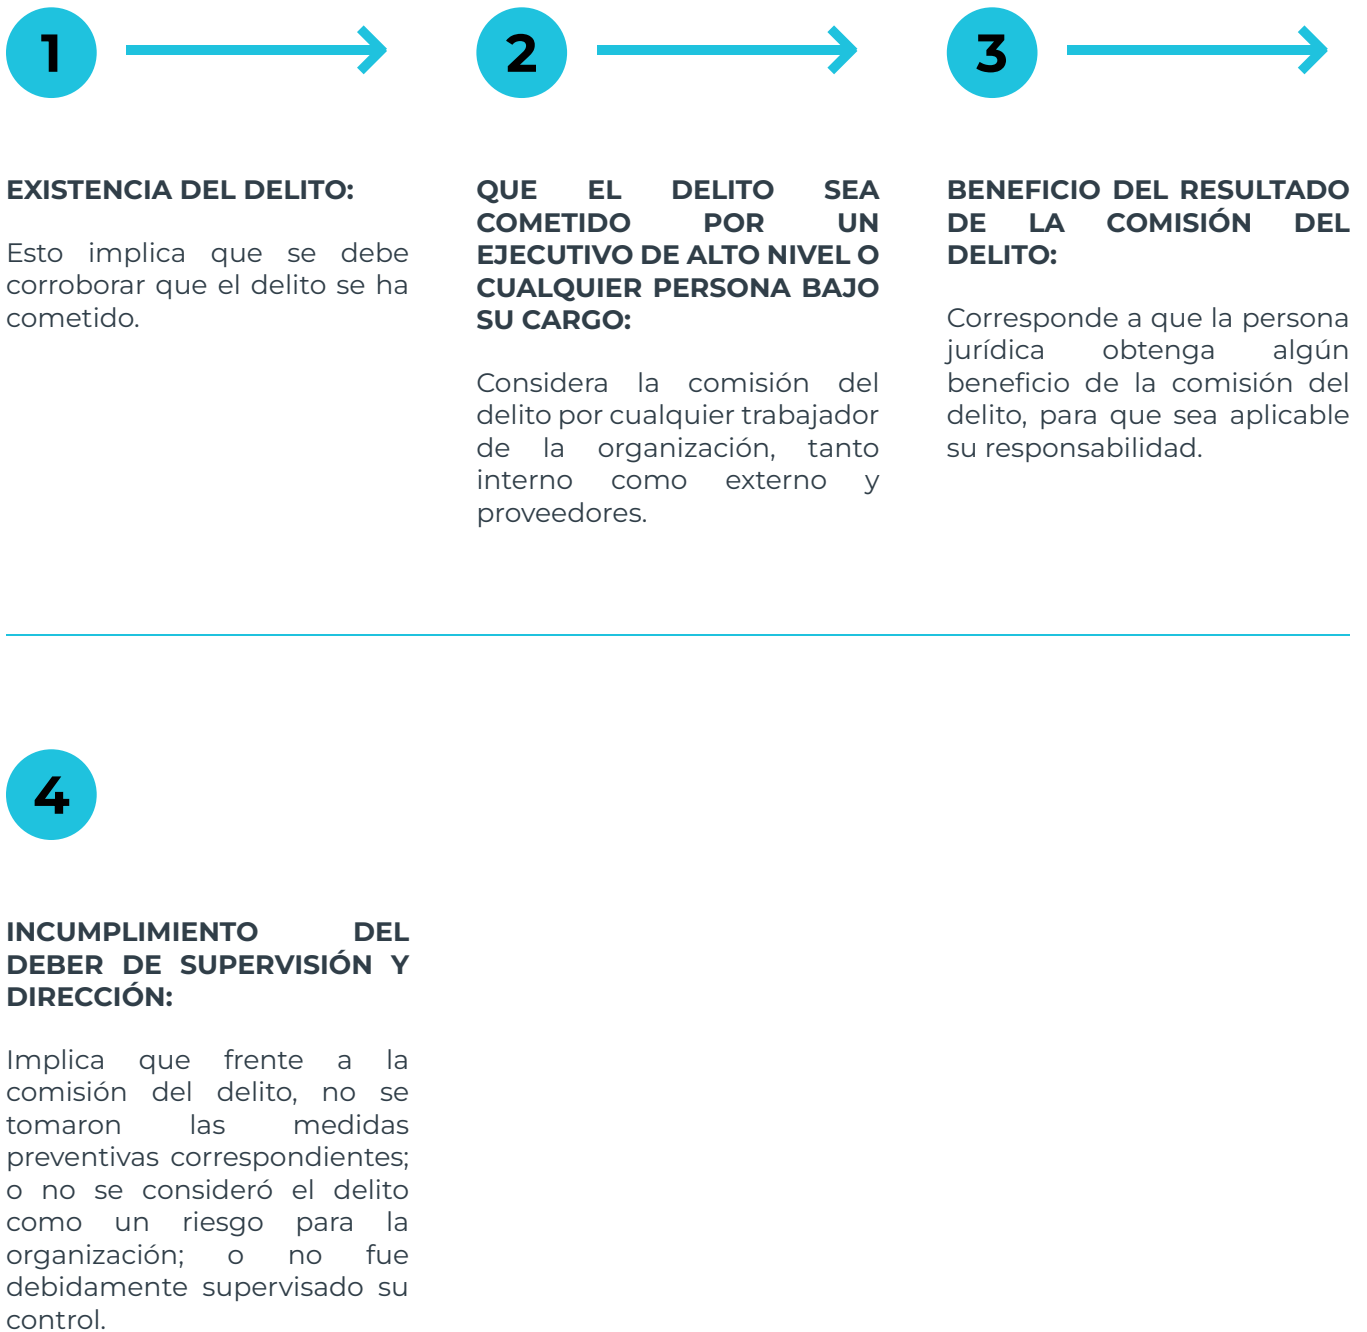 1
EXISTENCIA DEL DELITO:
Esto implica que se debe
corroborar que el delito se ha
cometido.
2
QUE EL DELITO SEA
COMETIDO POR UN
EJECUTIVO DE ALTO NIVEL O
CUALQUIER PERSONA BAJO
SU CARGO:
Considera la comisión del
delito por cualquier trabajador
de la organización, tanto
interno como externo y
proveedores.
3
BENEFICIO DEL RESULTADO
DE LA COMISIÓN DEL
DELITO:
Corresponde a que la persona
jurídica obtenga algún
beneficio de la comisión del
delito, para que sea aplicable
su responsabilidad.
4
INCUMPLIMIENTO DEL
DEBER DE SUPERVISIÓN Y
DIRECCIÓN:
Implica que frente a la
comisión del delito, no se
tomaron las medidas
preventivas correspondientes;
o no se consideró el delito
como un riesgo para la
organización; o no fue
debidamente supervisado su
control.